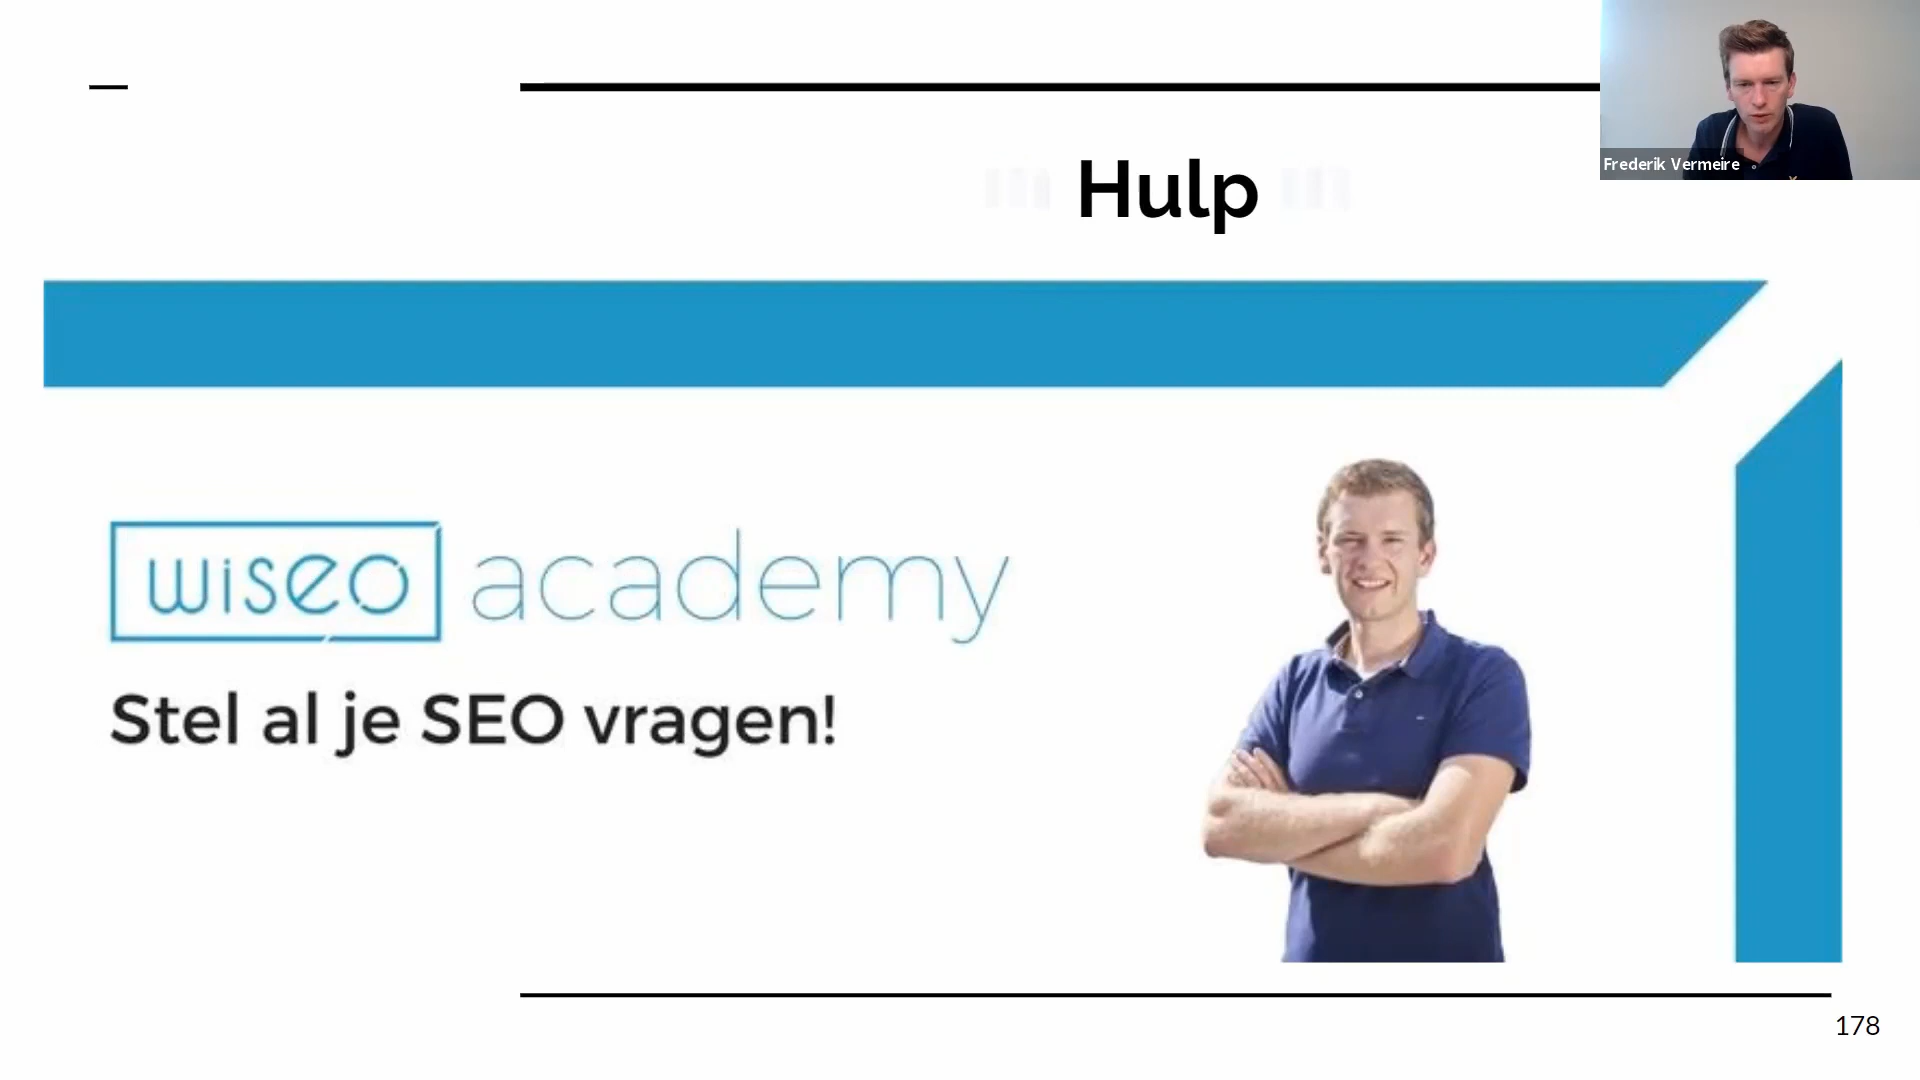 Frederik Vermeire
Hulp
wiseo academy
Stel al je SEO vragen!
178